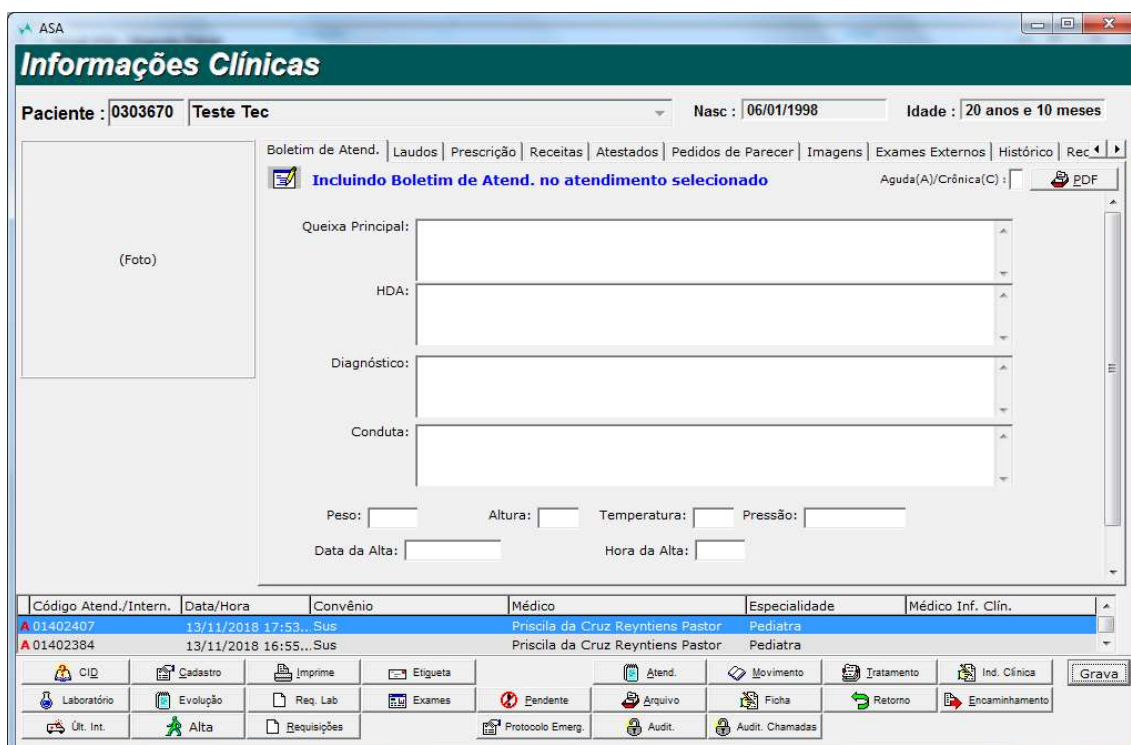 ASA
Informações Clínicas
Paciente : 0303670 Teste Tec Nasc : 06/01/1998 Idade : 20 anos e 10 meses
Boletim de Atend. Laudos Prescrição Receitas Atestados Pedidos de Parecer Imagens Exames Externos Histórico Rec
Incluindo Boletim de Atend. no atendimento selecionado Aguda(A)/Crônica(C) : PDF
Queixa Principal:
(Foto)
HDA:
Diagnóstico:
Conduta:
Peso: Altura: Temperatura: Pressão:
Data da Alta: Hora da Alta:
Código Atend./Intern. Data/Hora Convênio Médico Especialidade Médico Inf. Clín.
A 01402407 13/11/2018 17:53... Sus Priscila da Cruz Reyntiens Pastor Pediatra
A 01402384 13/11/2018 16:55... Sus Priscila da Cruz Reyntiens Pastor Pediatra
CID Cadastro Imprime Etiqueta Atend. Movimento Tratamento Ind. Clínica Grava
Laboratório Evolução Req. Lab Exames Pendente Arquivo Ficha Retorno Encaminhamento
Últ. Int. Alta Requisições Protocolo Emerg. Audit. Audit. Chamadas